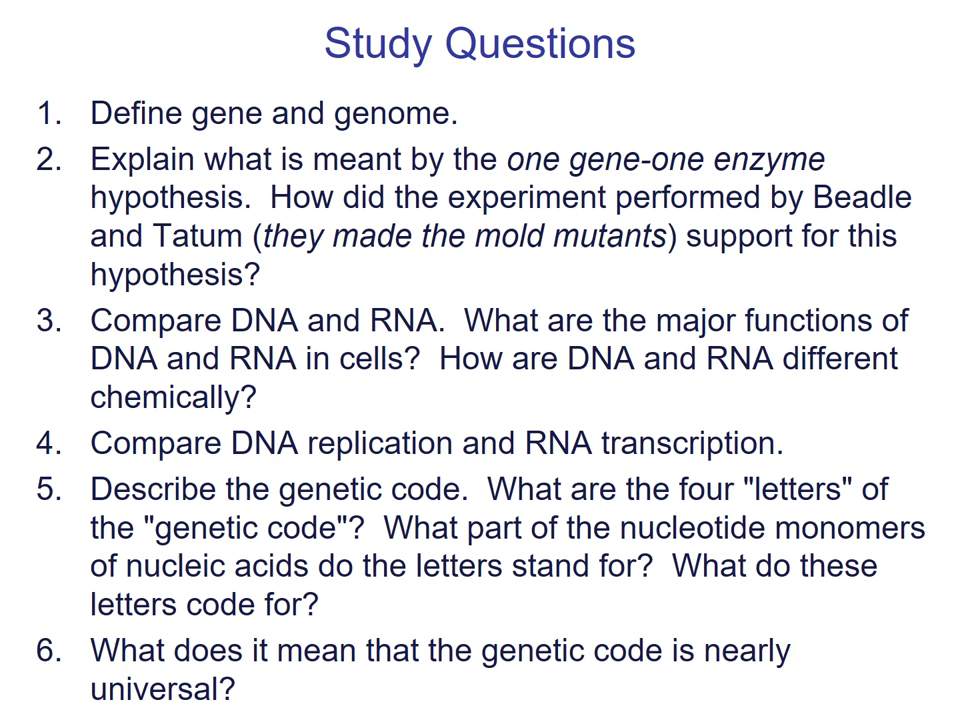 Study Questions
1. Define gene and genome.
2. Explain what is meant by the one gene-one enzyme
hypothesis.  How did the experiment performed by Beadle
and Tatum (they made the mold mutants) support for this
hypothesis?
3. Compare DNA and RNA.  What are the major functions of
DNA and RNA in cells?  How are DNA and RNA different
chemically?
4. Compare DNA replication and RNA transcription.
5. Describe the genetic code.  What are the four "letters" of
the "genetic code"?  What part of the nucleotide monomers
of nucleic acids do the letters stand for?  What do these
letters code for?
6. What does it mean that the genetic code is nearly
universal?